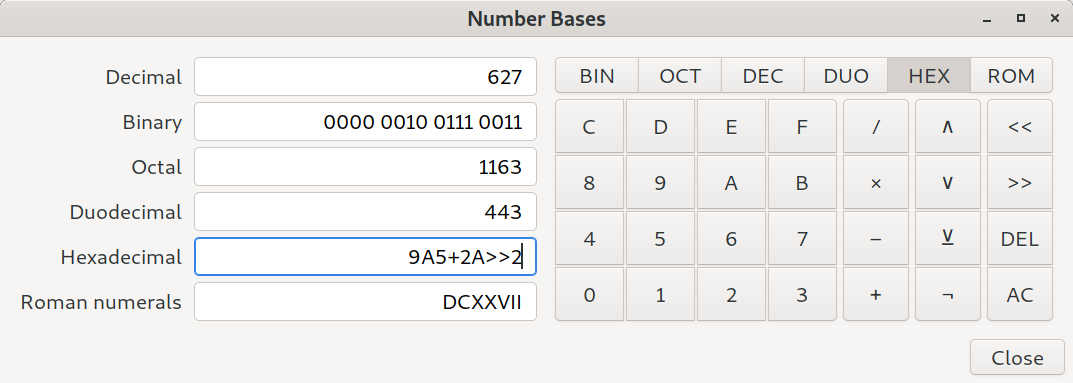 Number Bases
Decimal 627
Binary 0000 0010 0111 0011
Octal 1163
Duodecimal 443
Hexadecimal 9A5+2A>>2
Roman numerals DCXXVII
BIN OCT DEC DUO HEX ROM
C D E F / ∧ <<
8 9 A B × ∨ >>
4 5 6 7 − ⊻ DEL
0 1 2 3 + ¬ AC
Close